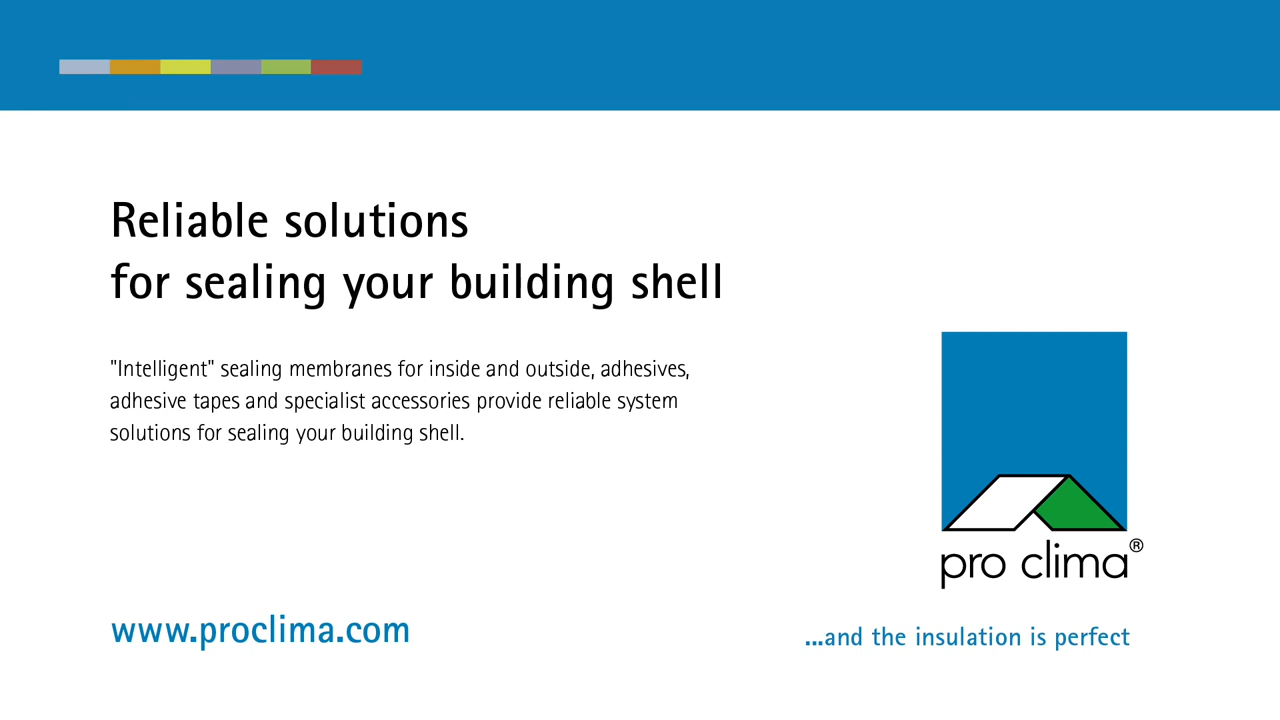 Reliable solutions
for sealing your building shell
"Intelligent" sealing membranes for inside and outside, adhesives,
adhesive tapes and specialist accessories provide reliable system
solutions for sealing your building shell.
pro clima®
www.proclima.com
...and the insulation is perfect